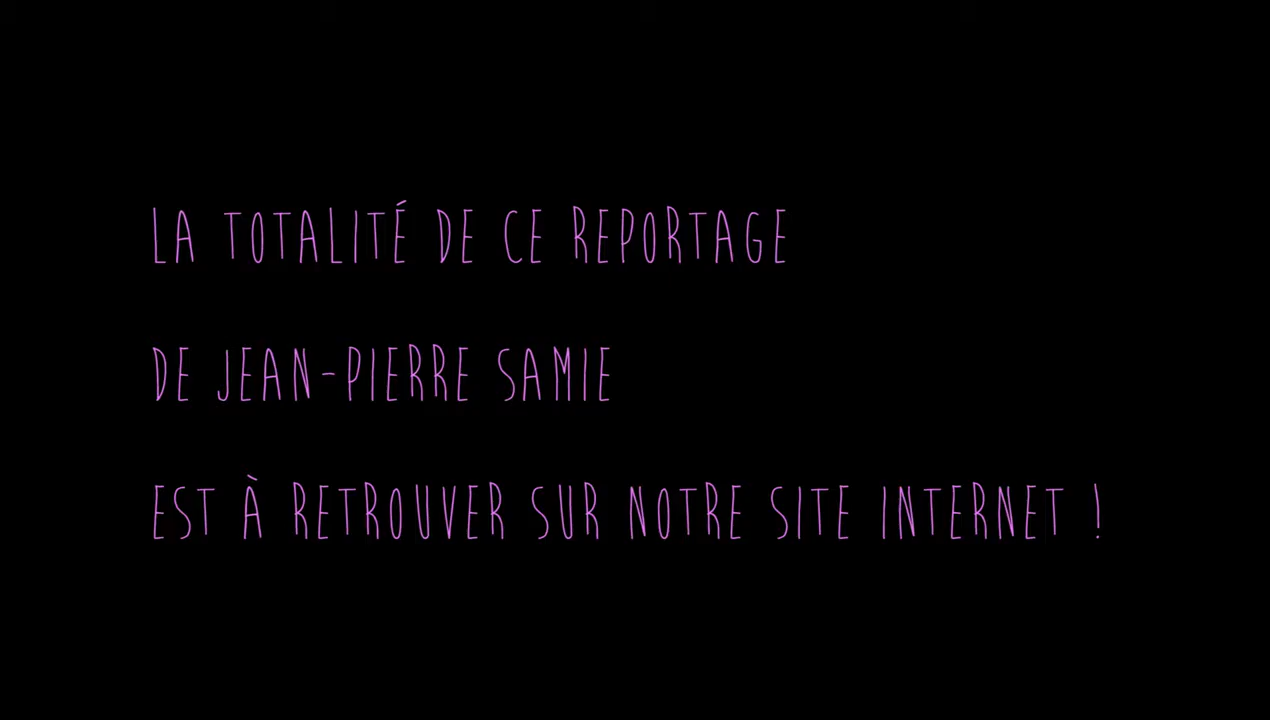 LA TOTALITÉ DE CE REPORTAGE
DE JEAN-PIERRE SAMIE
EST À RETROUVER SUR NOTRE SITE INTERNET !